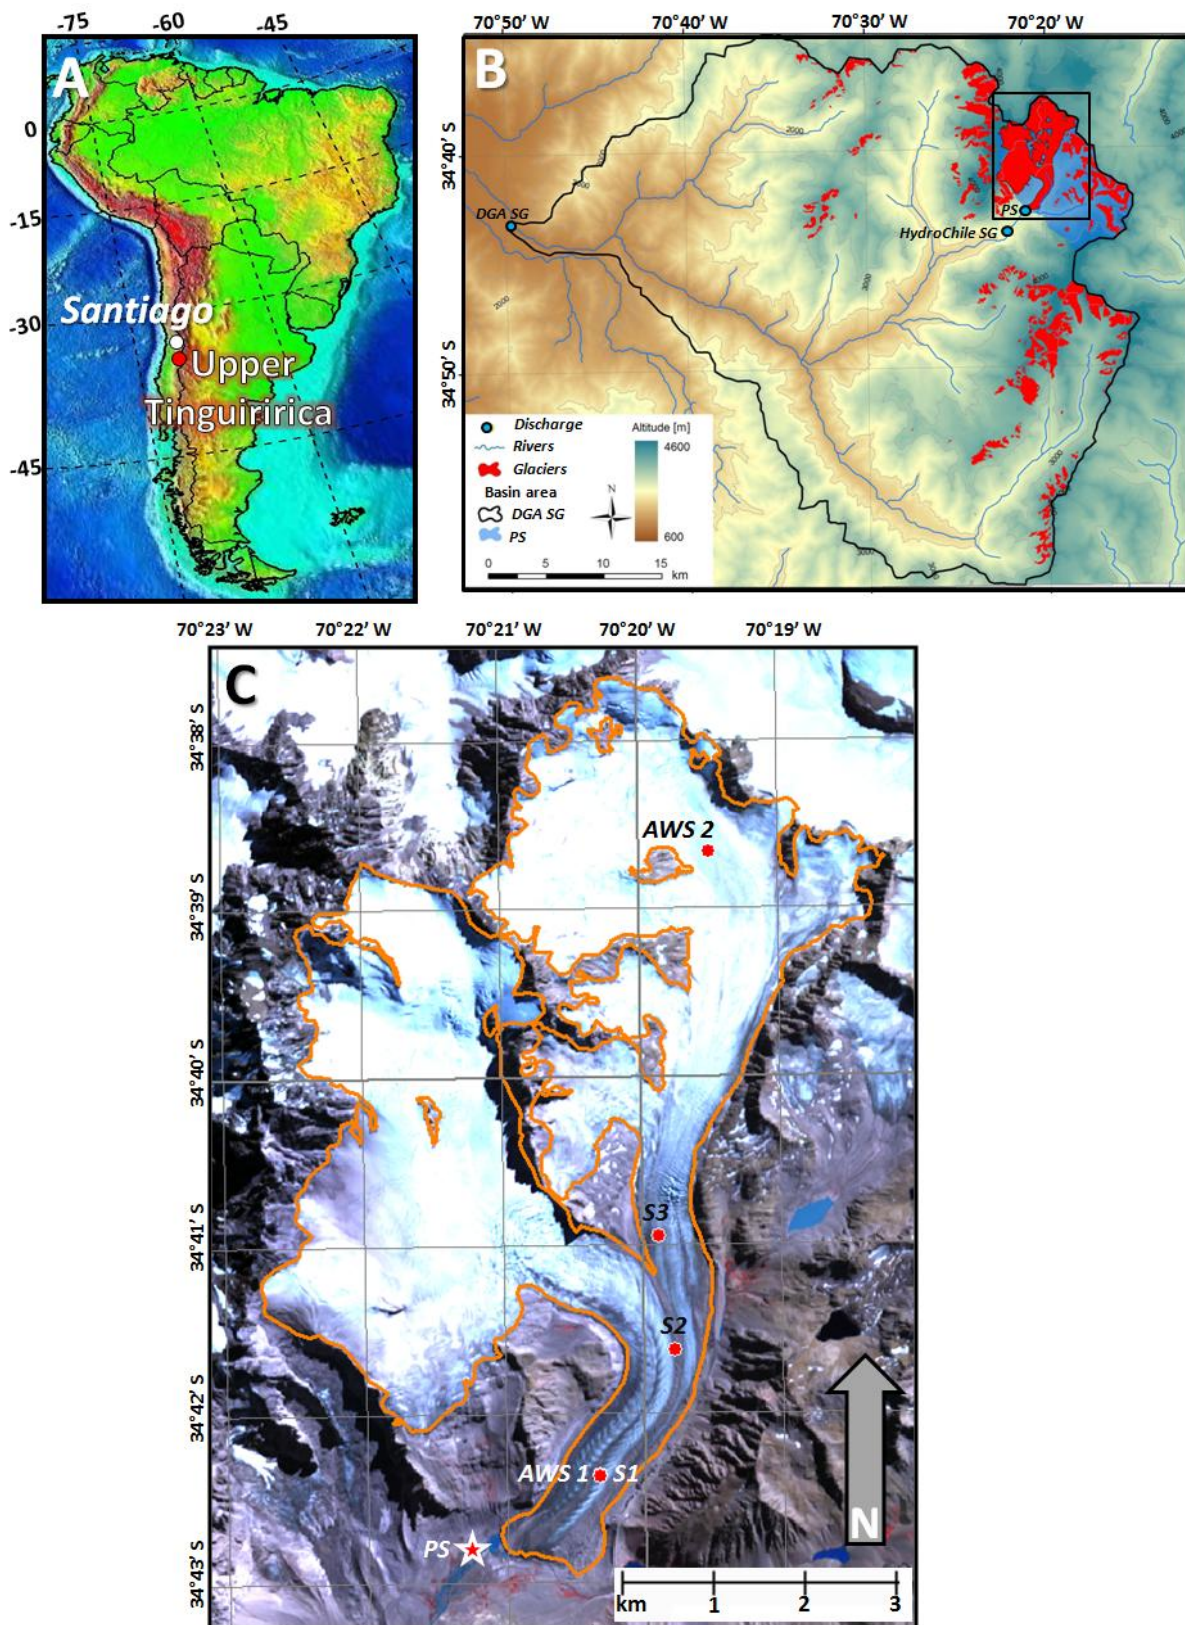 -75 -60 -45
A
0
-15
-30
-45
Santiago
Upper
Tinguiririca
70°50’ W 70°40’ W 70°30’ W 70°20’ W
B
34°40’ S
34°50’ S
DGA SG
PS
HydroChile SG
2000
3000
4000
Discharge
Rivers
Glaciers
Basin area
DGA SG
PS
Altitude [m]
4600
600
N
0 5 10 15
km
70°23’ W 70°22’ W 70°21’ W 70°20’ W 70°19’ W
C
34°38’ S
34°39’ S
34°40’ S
34°41’ S
34°42’ S
34°43’ S
AWS 2
S3
S2
AWS 1 S1
PS
N
km 1 2 3